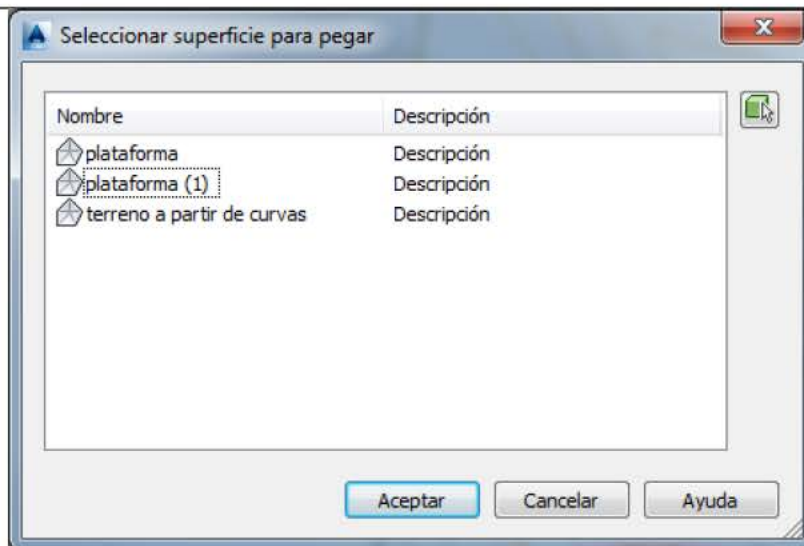 Seleccionar superficie para pegar
Nombre Descripción
plataforma Descripción
plataforma (1) Descripción
terreno a partir de curvas Descripción
Aceptar Cancelar Ayuda